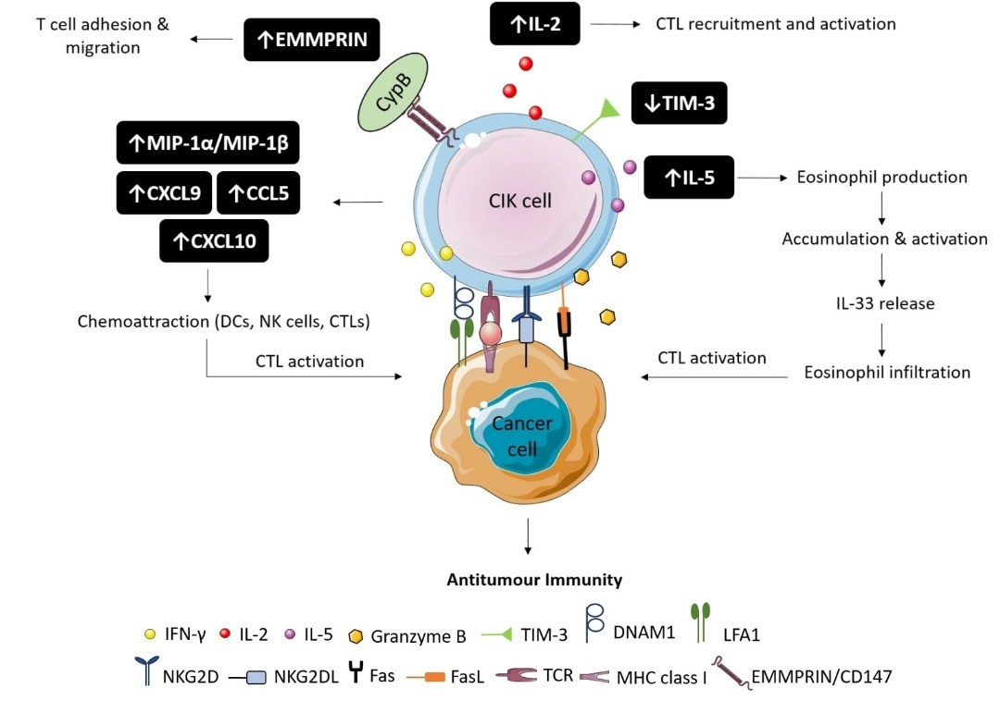 T cell adhesion &
migration
↑EMMPRIN
↑IL-2
CTL recruitment and activation
CypB
↓TIM-3
↑MIP-1α/MIP-1β
↑CXCL9
↑CCL5
↑CXCL10
CIK cell
↑IL-5
Eosinophil production
Accumulation & activation
IL-33 release
Eosinophil infiltration
Chemoattraction (DCs, NK cells, CTLs)
CTL activation
CTL activation
Cancer
cell
Antitumour Immunity
IFN-γ
IL-2
IL-5
Granzyme B
TIM-3
DNAM1
LFA1
NKG2D
NKG2DL
Fas
FasL
TCR
MHC class I
EMMPRIN/CD147